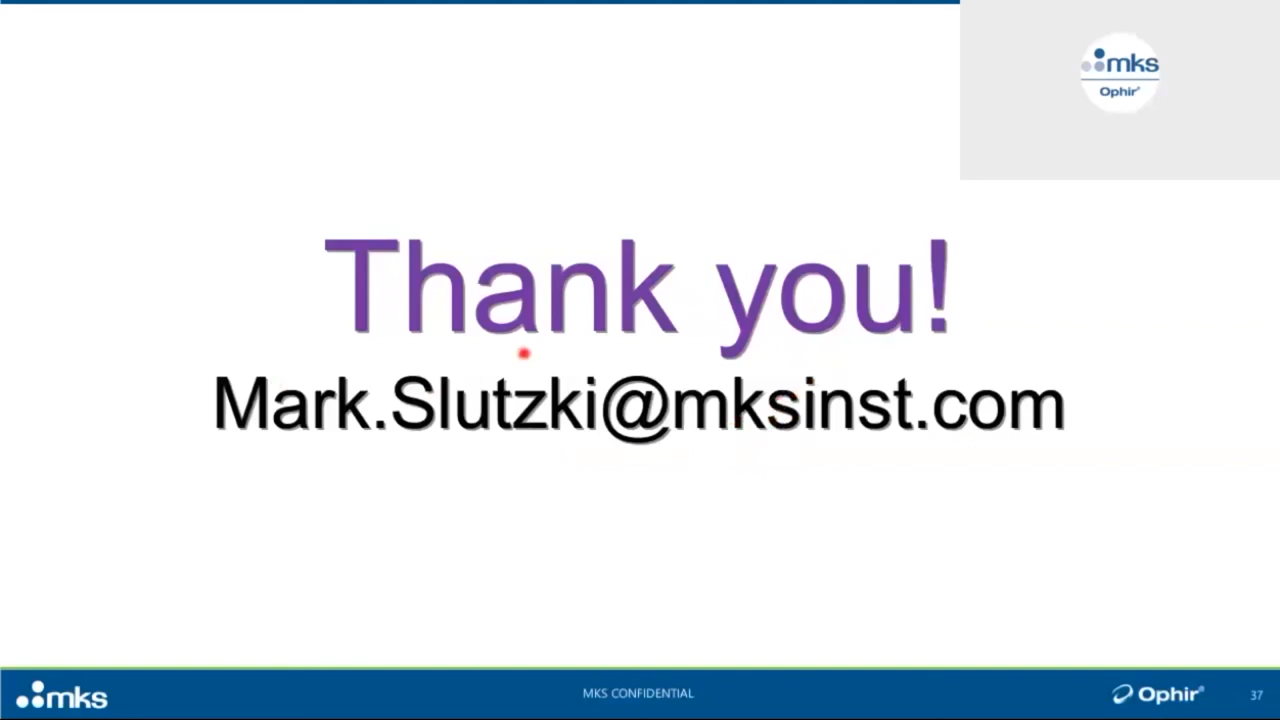 mks
Ophir®
Thank you!
Mark.Slutzki@mksinst.com
mks
MKS CONFIDENTIAL
Ophir®
37